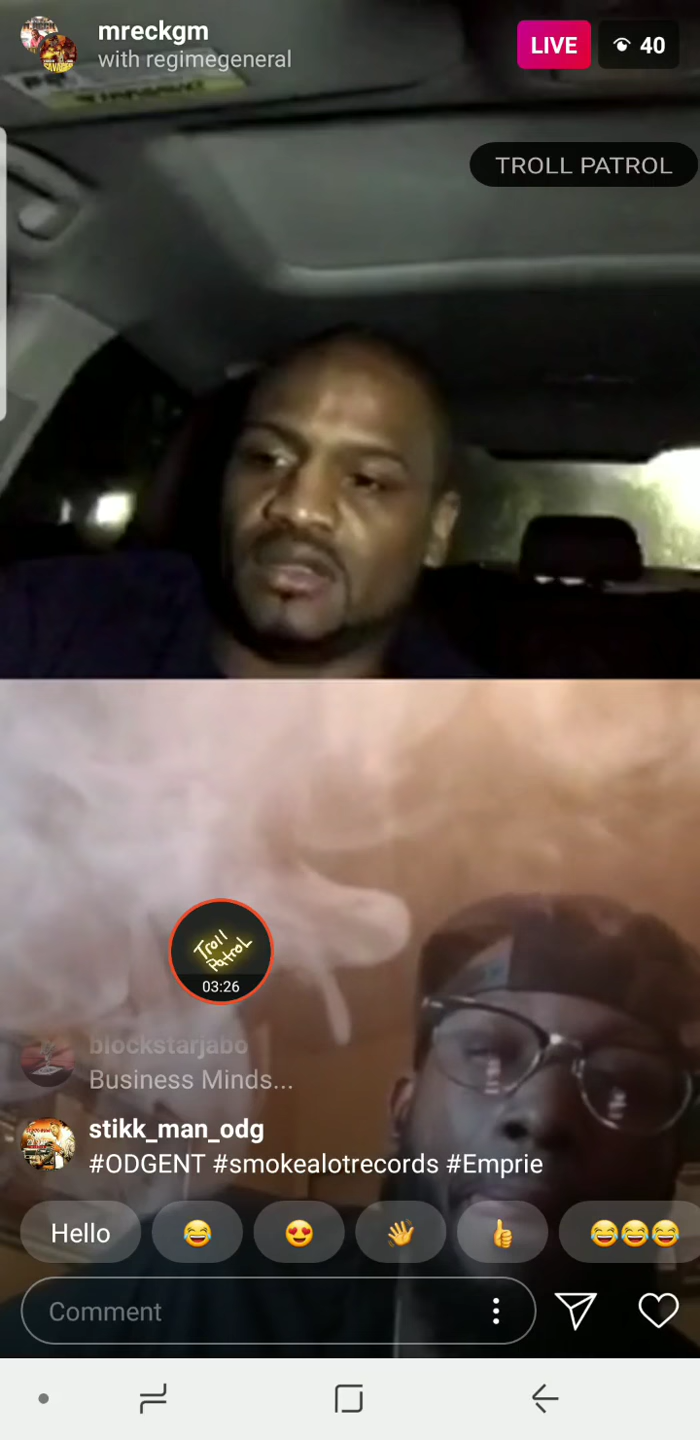 mreckgm
with regimegeneral
LIVE
40
TROLL PATROL
Troll
Patrol
03:26
blockstarjabo
Business Minds...
stikk_man_odg
#ODGENT #smokealotrecords #Emprie
Hello
Comment